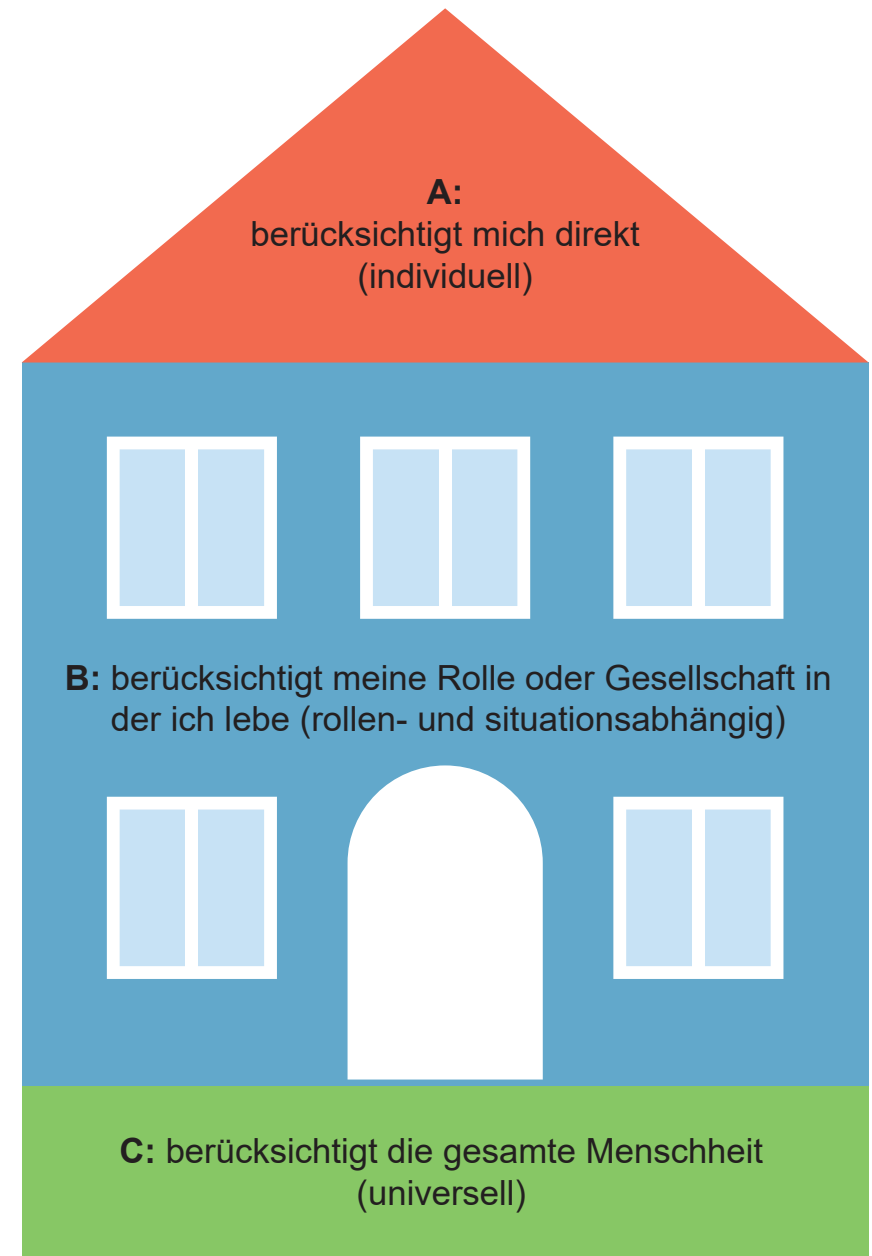 A:
berücksichtigt mich direkt
(individuell)
B: berücksichtigt meine Rolle oder Gesellschaft in
der ich lebe (rollen- und situationsabhängig)
C: berücksichtigt die gesamte Menschheit
(universell)